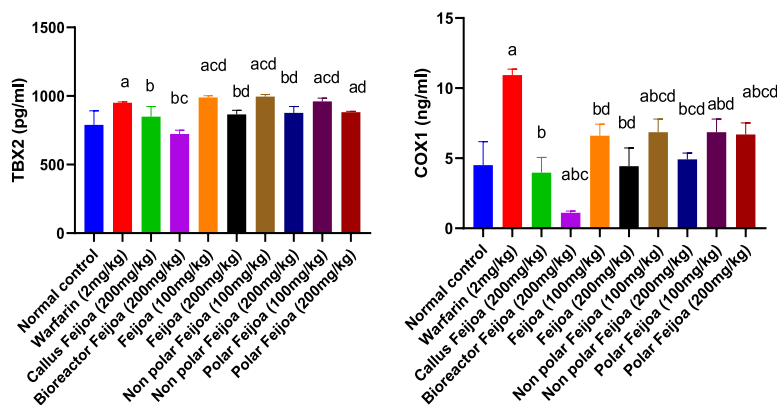 TBX2 (pg/ml)
1500
1000
500
0
a
b
bc
acd
bd
acd
bd
acd
ad
Normal control
Warfarin (2mg/kg)
Callus Feijoa (200mg/kg)
Bioreactor Feijoa (200mg/kg)
Feijoa (100mg/kg)
Feijoa (200mg/kg)
Non polar Feijoa (100mg/kg)
Non polar Feijoa (200mg/kg)
Polar Feijoa (100mg/kg)
Polar Feijoa (200mg/kg)
COX1 (ng/ml)
15
10
5
0
a
b
abc
bd
bd
abcd
bcd
abd
abcd
Normal control
Warfarin (2mg/kg)
Callus Feijoa (200mg/kg)
Bioreactor Feijoa (200mg/kg)
Feijoa (100mg/kg)
Feijoa (200mg/kg)
Non polar Feijoa (100mg/kg)
Non polar Feijoa (200mg/kg)
Polar Feijoa (100mg/kg)
Polar Feijoa (200mg/kg)